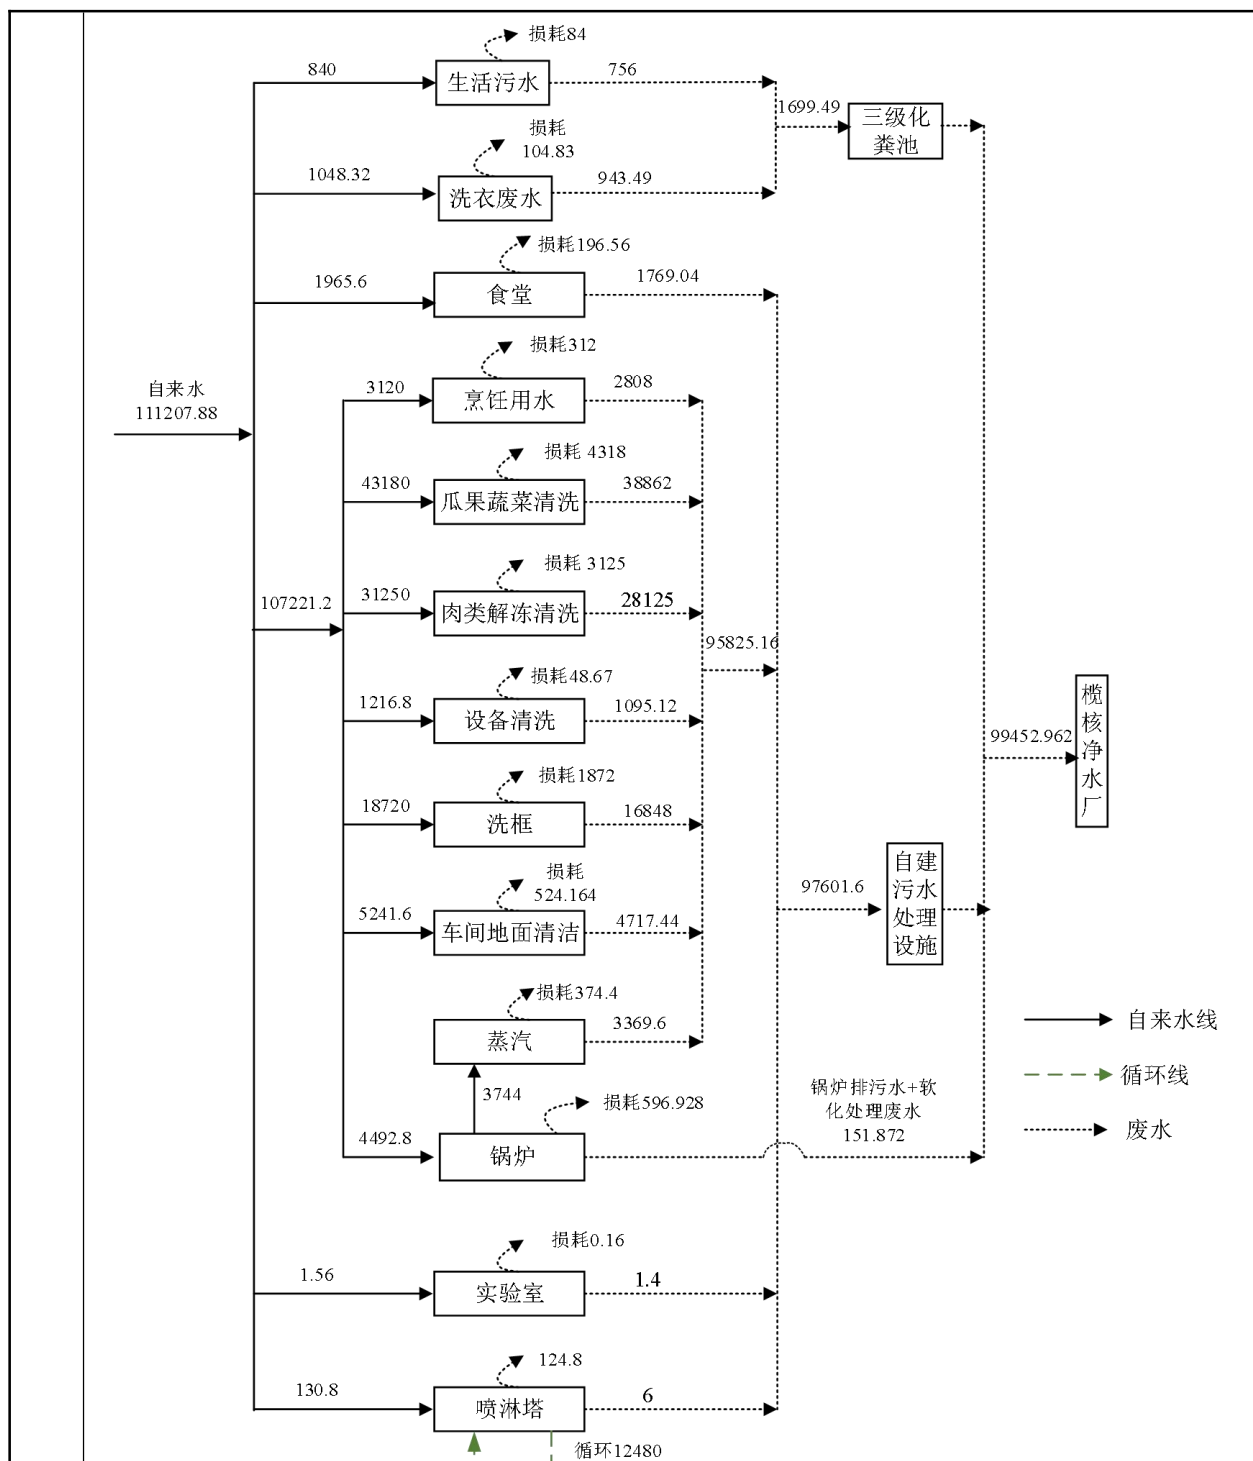 损耗84
840
生活污水
756
1699.49
三级化
粪池
损耗
104.83
1048.32
洗衣废水
943.49
损耗196.56
1965.6
食堂
1769.04
自来水
111207.88
损耗312
3120
烹饪用水
2808
损耗 4318
43180
瓜果蔬菜清洗
38862
损耗 3125
107221.2
31250
肉类解冻清洗
28125
95825.16
损耗48.67
1216.8
设备清洗
1095.12
损耗1872
18720
洗框
16848
99452.962
榄
核
净
水
厂
损耗
524.164
5241.6
车间地面清洁
4717.44
97601.6
自建
污水
处理
设施
损耗374.4
蒸汽
3369.6
3744
损耗596.928
4492.8
锅炉
锅炉排污水+软
化处理废水
151.872
自来水线
循环线
废水
损耗0.16
1.56
实验室
1.4
124.8
130.8
喷淋塔
6
循环12480